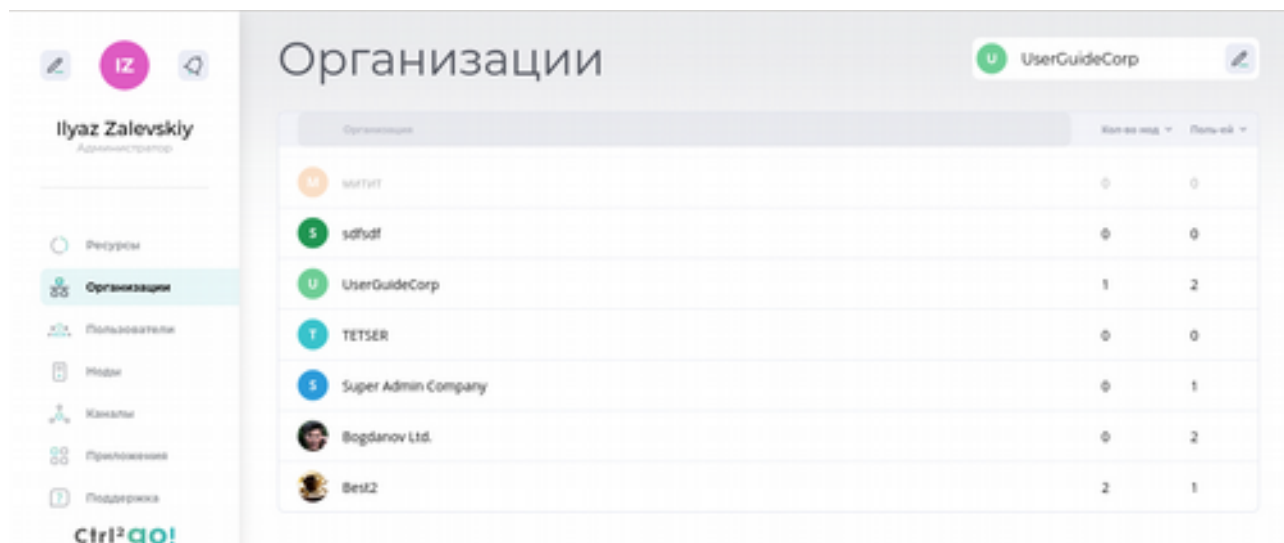 IZ
Ilyaz Zalevskiy
Администратор
Ресурсы
Организации
Пользователи
Ноды
Каналы
Приложения
Поддержка
Ctrl²go!
Организации
U UserGuideCorp
Организация Кол-во нод Поль-ей
М МИТИТ 0 0
S sdfsdf 0 0
U UserGuideCorp 1 2
T TETSER 0 0
S Super Admin Company 0 1
Bogdanov Ltd. 0 2
Best2 2 1